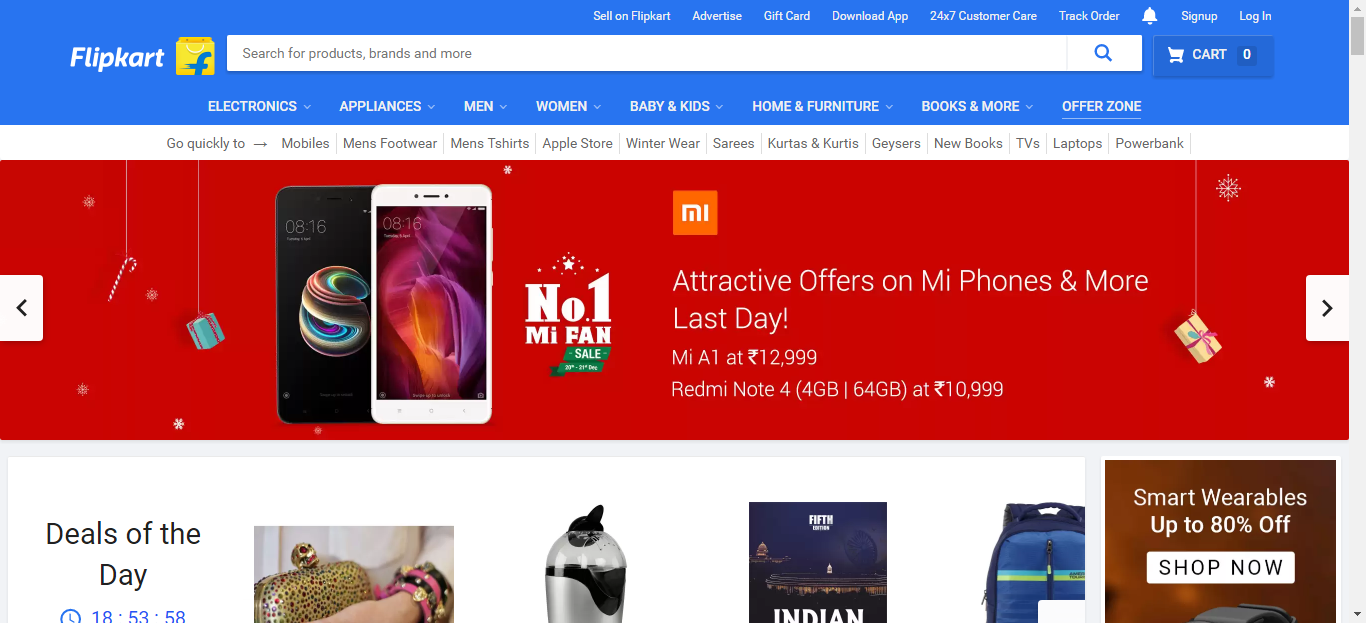 Sell on Flipkart Advertise Gift Card Download App 24x7 Customer Care Track Order Signup Log In
Flipkart
Search for products, brands and more
CART 0
ELECTRONICS APPLIANCES MEN WOMEN BABY & KIDS HOME & FURNITURE BOOKS & MORE OFFER ZONE
Go quickly to → Mobiles Mens Footwear Mens Tshirts Apple Store Winter Wear Sarees Kurtas & Kurtis Geysers New Books TVs Laptops Powerbank
08:16
08:16
No.1
Mi FAN
SALE
20th - 21st Dec
mi
Attractive Offers on Mi Phones & More
Last Day!
Mi A1 at ₹12,999
Redmi Note 4 (4GB | 64GB) at ₹10,999
Deals of the
Day
18 : 53 : 58
FIFTH
EDITION
INDIAN
Smart Wearables
Up to 80% Off
SHOP NOW